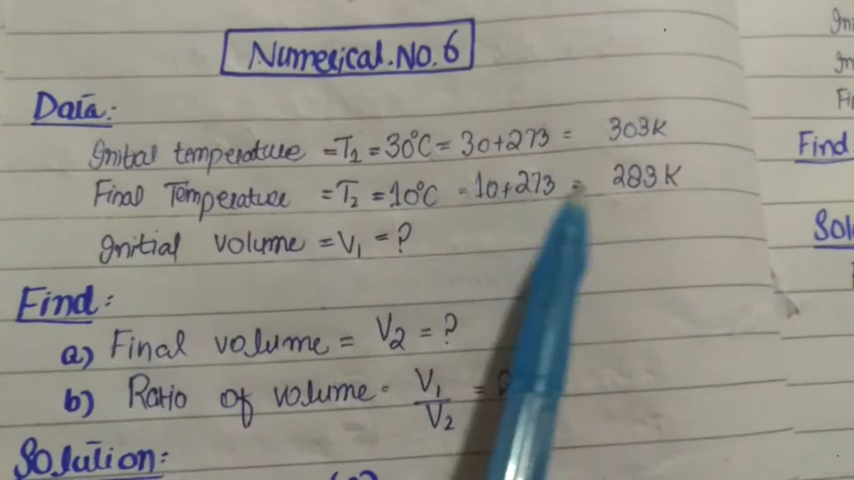 Numerical.No.6
Data:
Initial temperature = T1 = 30°C = 30+273 = 303K
Final Temperature = T2 = 10°C = 10+273 = 283K
Initial volume = V1 = ?
Find:
a) Final volume = V2 = ?
b) Ratio of volume = V1/V2 =
Solution:
Find